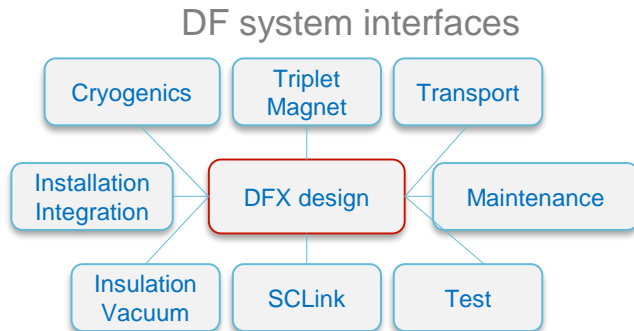 DF system interfaces
Cryogenics
Triplet
Magnet
Transport
Installation
Integration
DFX design
Maintenance
Insulation
Vacuum
SCLink
Test